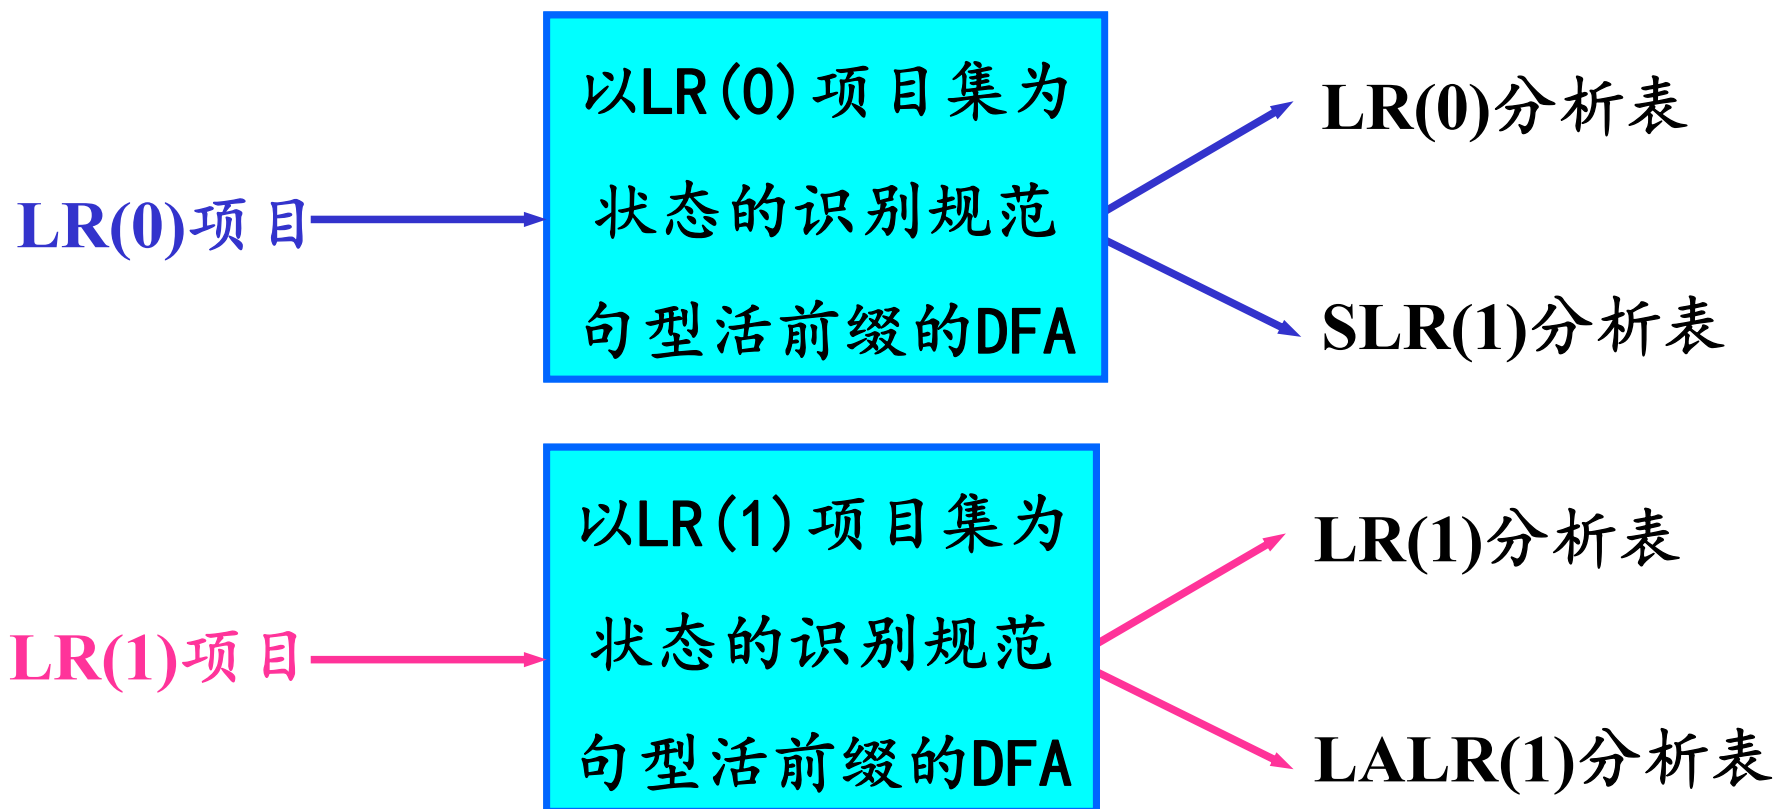 LR(0)项目
以LR(0)项目集为
状态的识别规范
句型活前缀的DFA
LR(0)分析表
SLR(1)分析表
LR(1)项目
以LR(1)项目集为
状态的识别规范
句型活前缀的DFA
LR(1)分析表
LALR(1)分析表